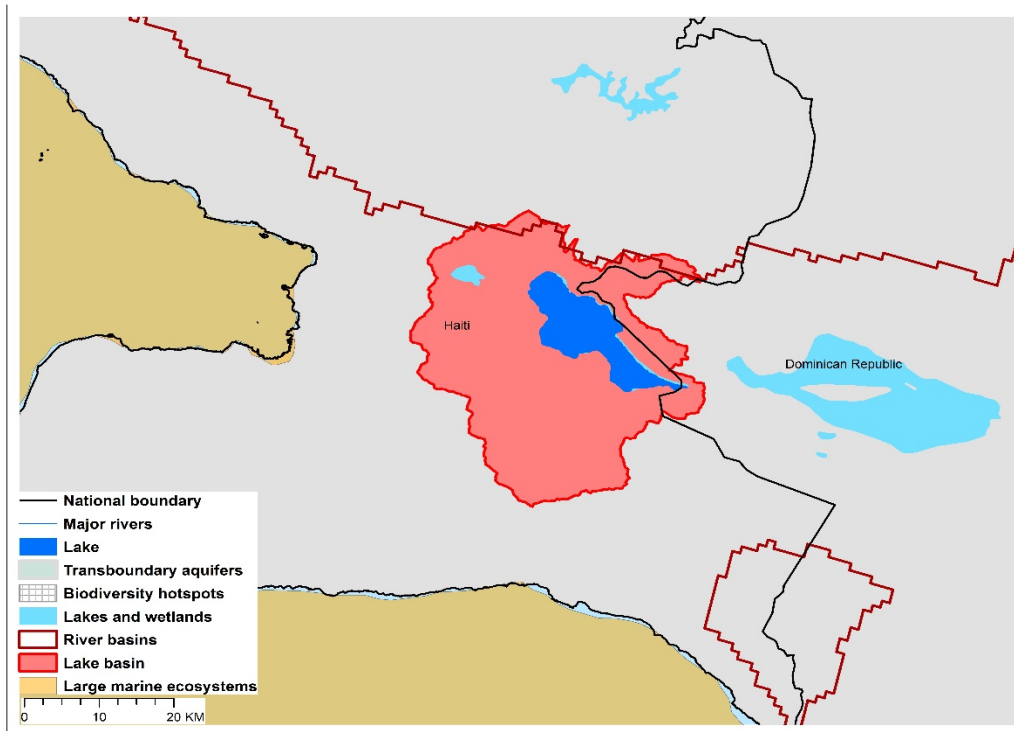 Haiti
Dominican Republic
National boundary
Major rivers
Lake
Transboundary aquifers
Biodiversity hotspots
Lakes and wetlands
River basins
Lake basin
Large marine ecosystems
0 10 20 KM